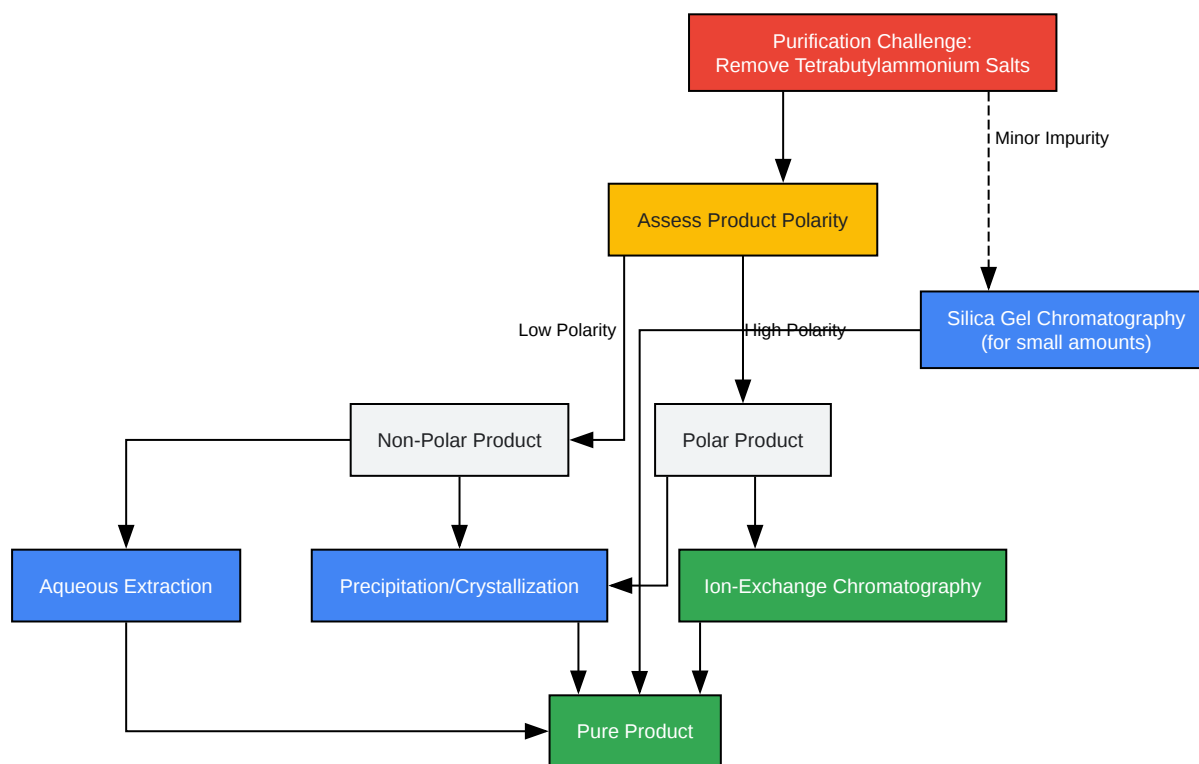 Purification Challenge:
Remove Tetrabutylammonium Salts
Minor Impurity
Assess Product Polarity
Silica Gel Chromatography
(for small amounts)
Low Polarity
High Polarity
Non-Polar Product
Polar Product
Aqueous Extraction
Precipitation/Crystallization
Ion-Exchange Chromatography
Pure Product